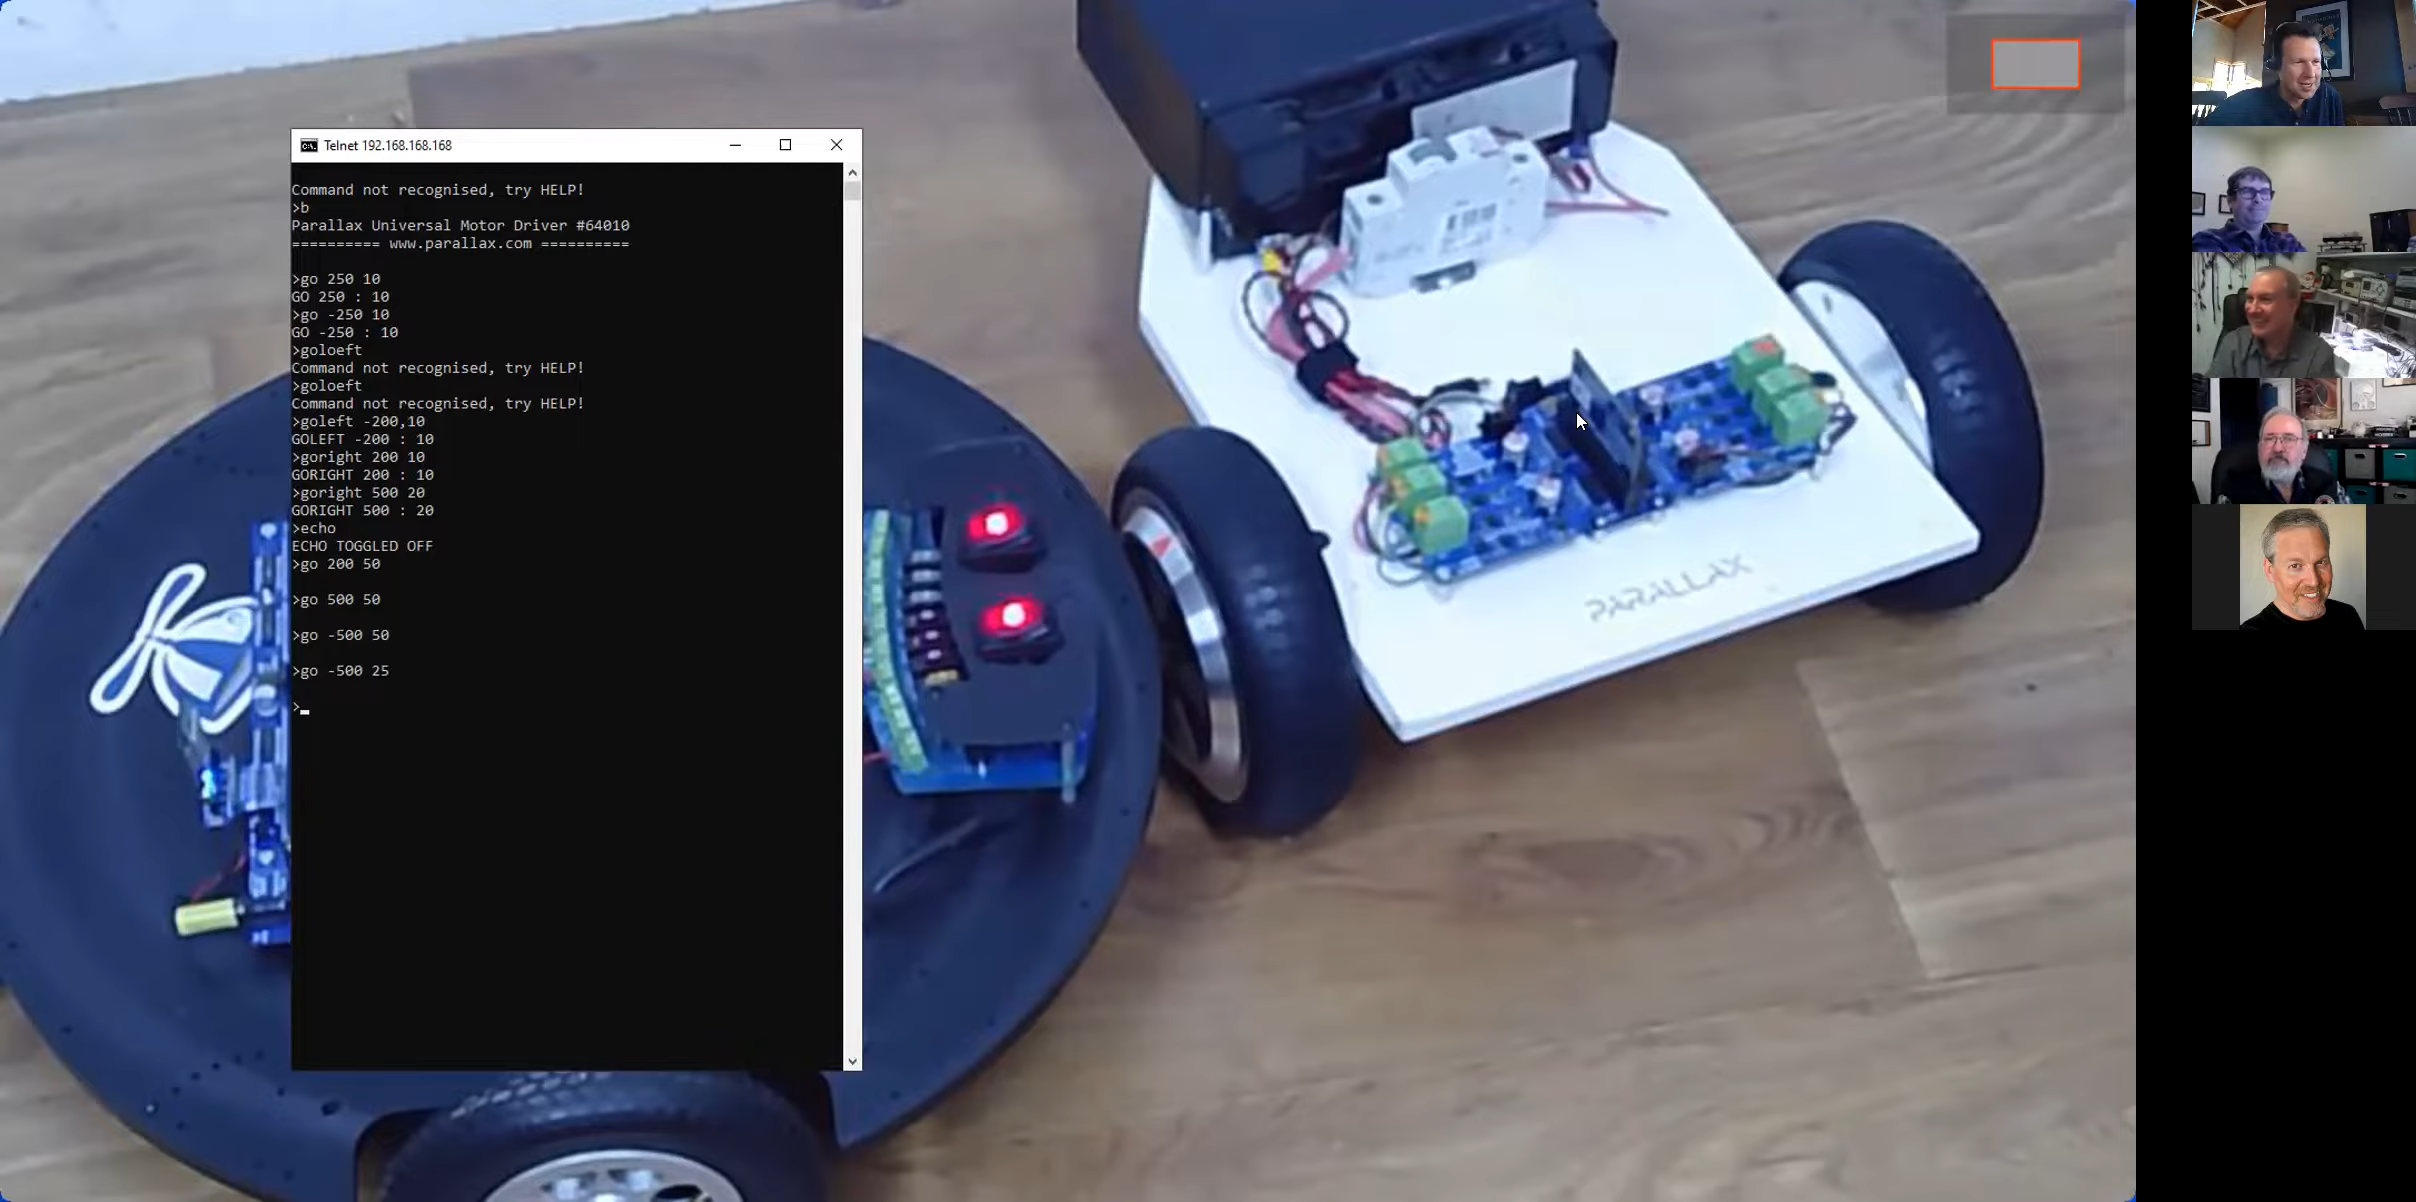 Telnet 192.168.168.168
Command not recognised, try HELP!
>b
Parallax Universal Motor Driver #64010
========== www.parallax.com ==========
>go 250 10
GO 250 : 10
>go -250 10
GO -250 : 10
>goloeft
Command not recognised, try HELP!
>goloeft
Command not recognised, try HELP!
>goleft -200,10
GOLEFT -200 : 10
>goright 200 10
GORIGHT 200 : 10
>goright 500 20
GORIGHT 500 : 20
>echo
ECHO TOGGLED OFF
>go 200 50
>go 500 50
>go -500 50
>go -500 25
>
PARALLAX